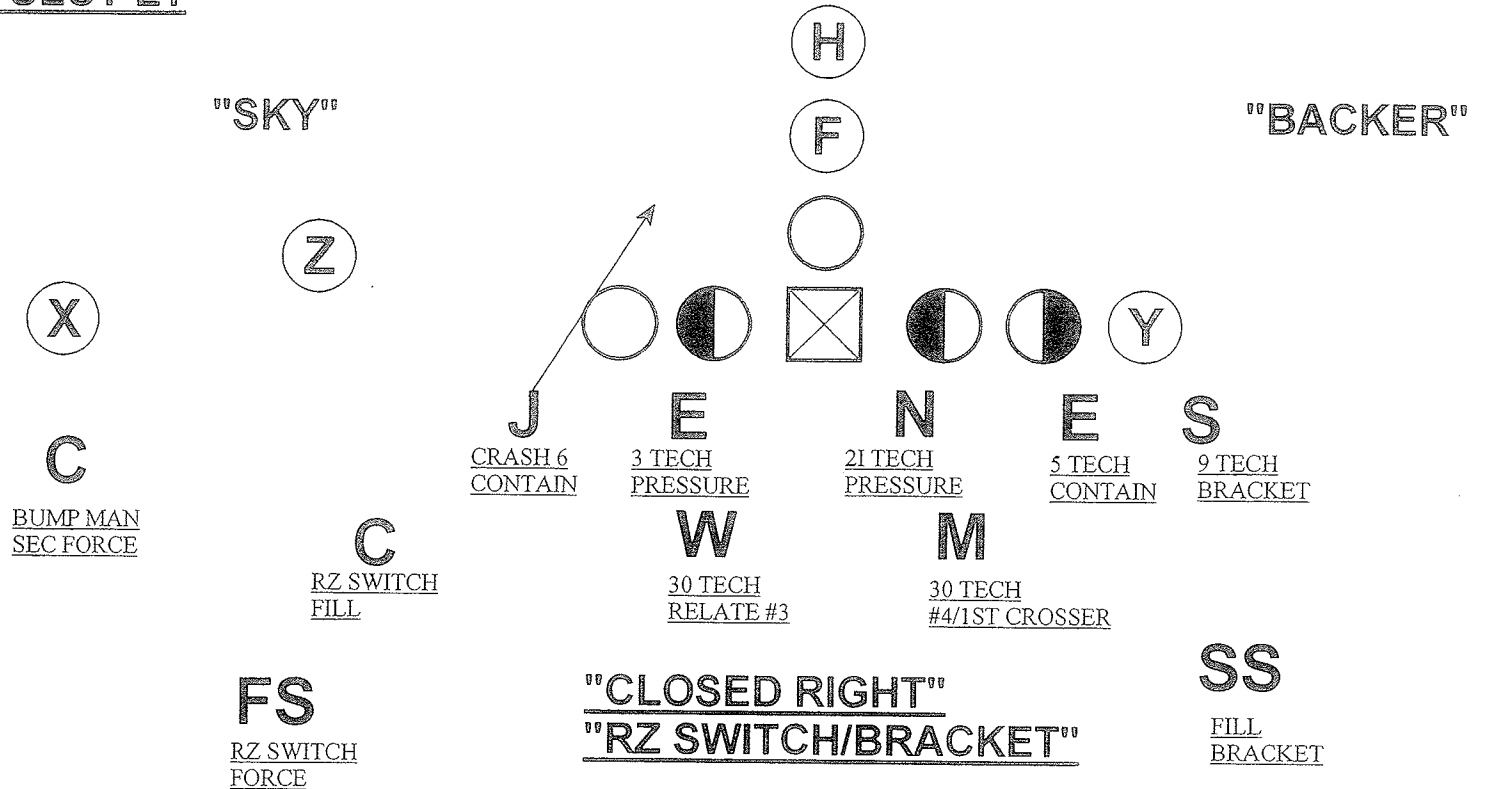 H
"SKY"
"BACKER"
F
Z
X
Y
J
E
N
E
S
CRASH 6
CONTAIN
3 TECH
PRESSURE
2I TECH
PRESSURE
5 TECH
CONTAIN
9 TECH
BRACKET
C
BUMP MAN
SEC FORCE
C
RZ SWITCH
FILL
W
30 TECH
RELATE #3
M
30 TECH
#4/1ST CROSSER
FS
RZ SWITCH
FORCE
"CLOSED RIGHT"
"RZ SWITCH/BRACKET"
SS
FILL
BRACKET